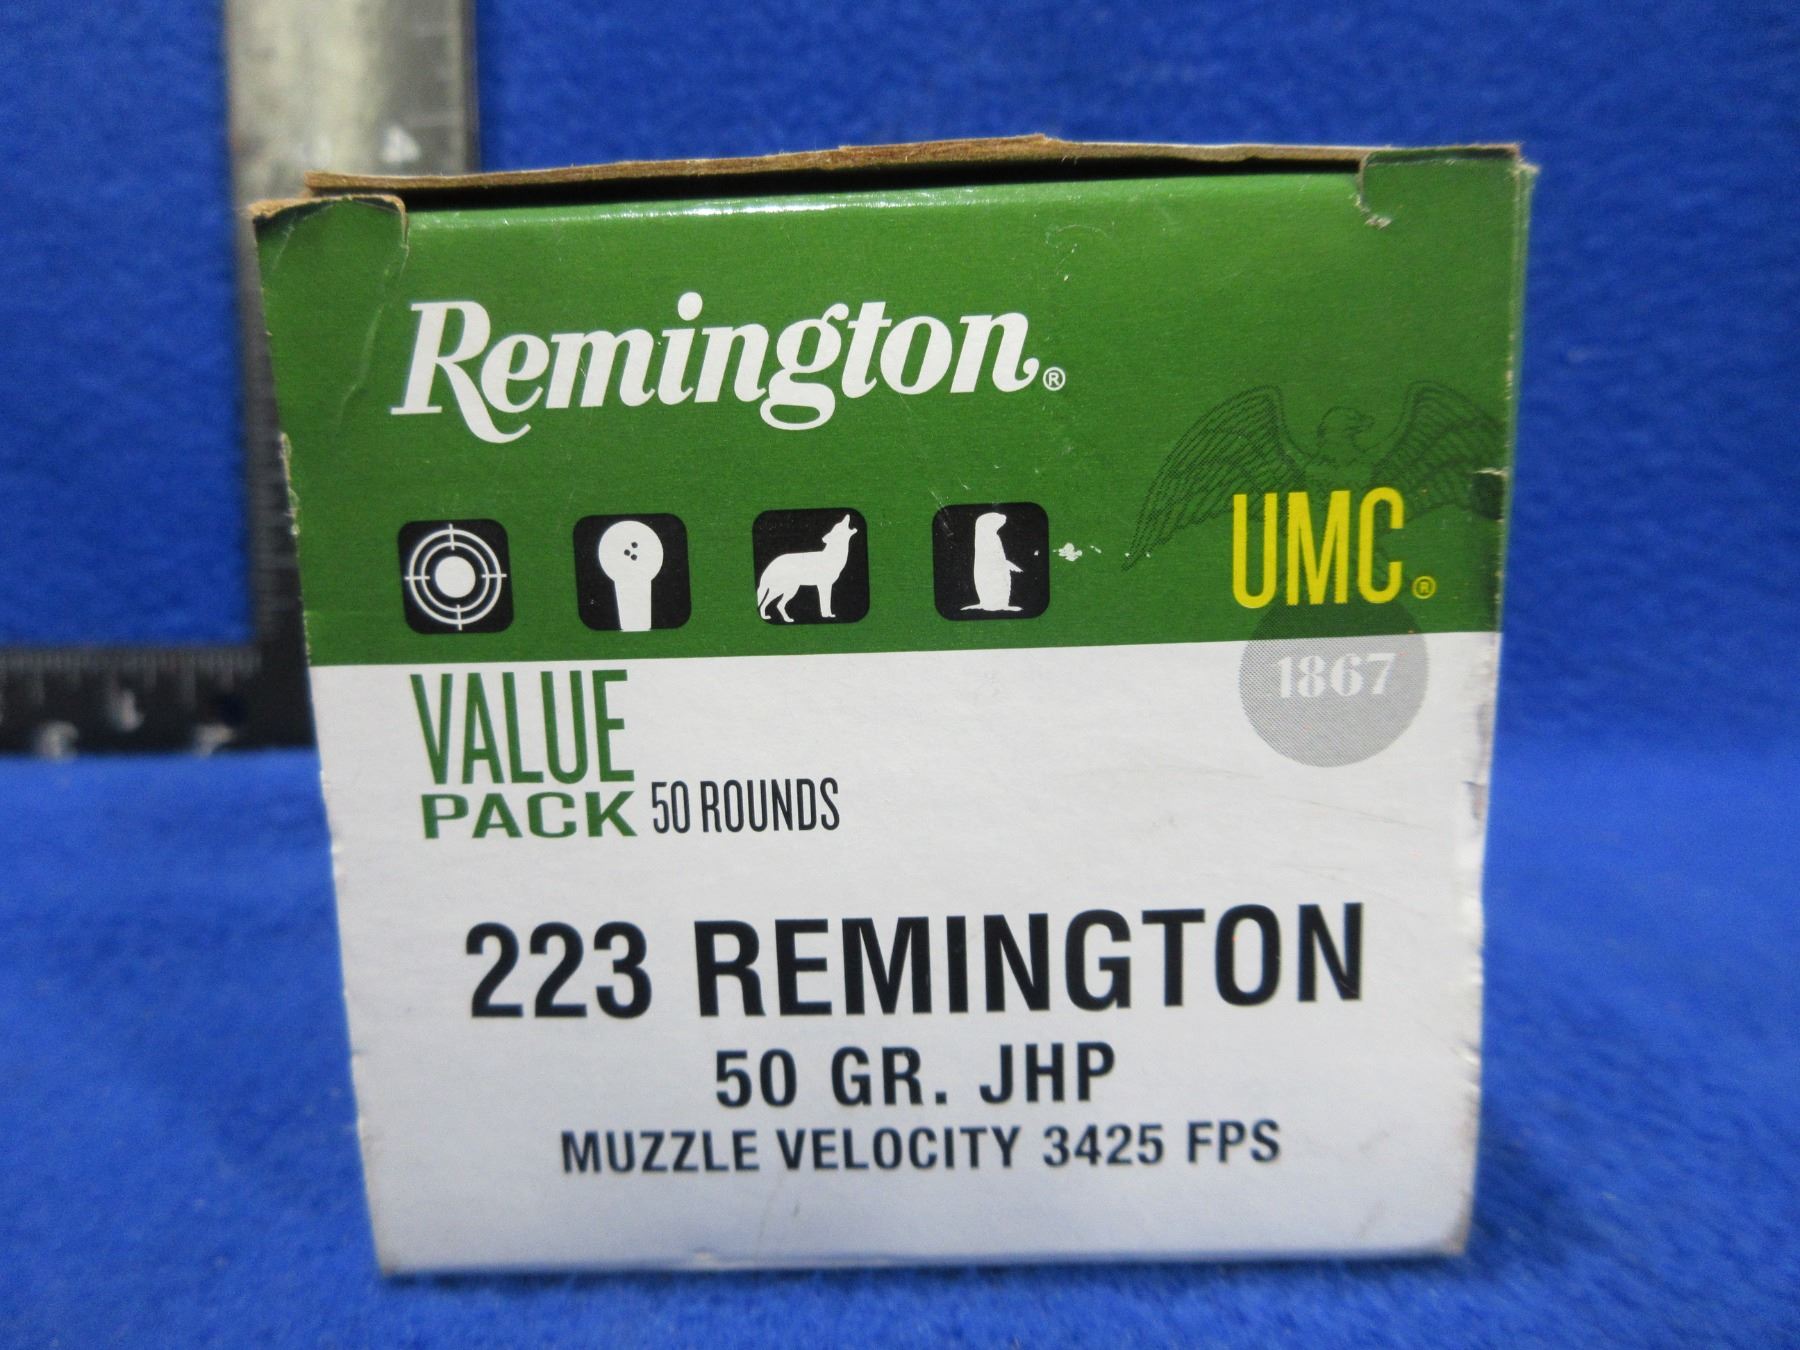 Remington®
UMC®
1867
VALUE
PACK 50 ROUNDS
223 REMINGTON
50 GR. JHP
MUZZLE VELOCITY 3425 FPS